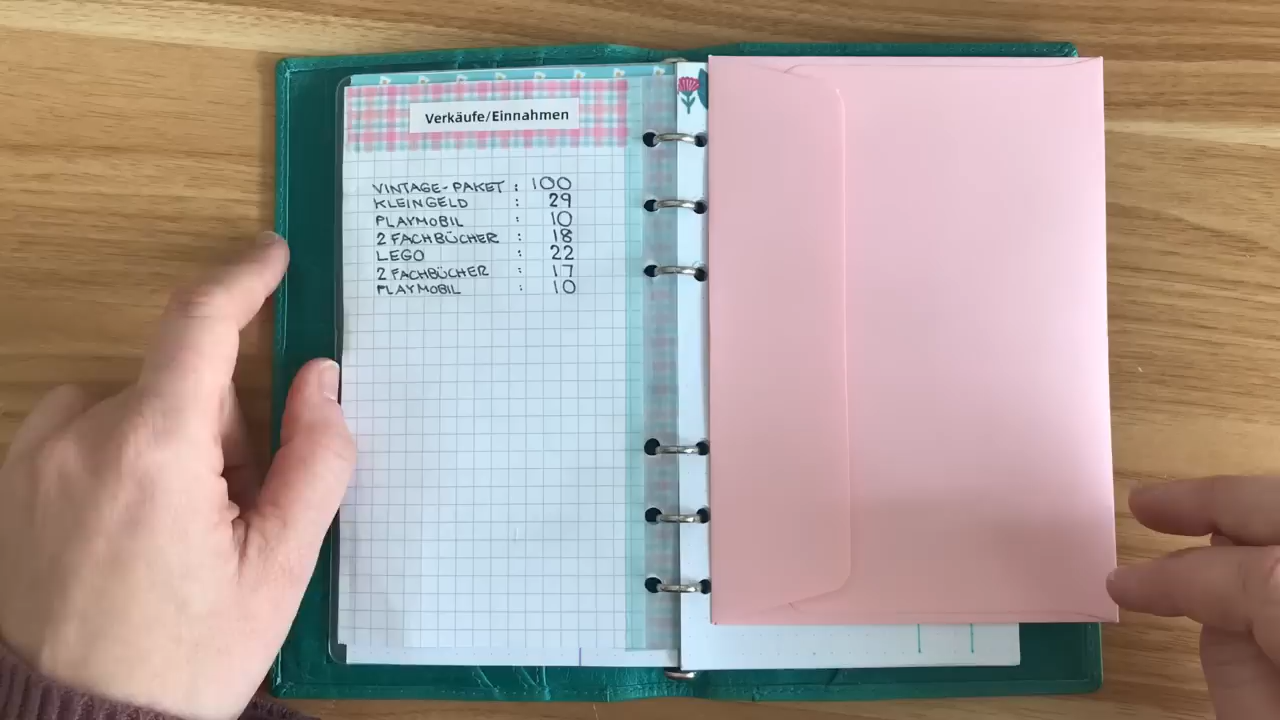 Verkäufe/Einnahmen
VINTAGE-PAKET : 100
KLEINGELD : 29
PLAYMOBIL : 10
2 FACHBÜCHER : 18
LEGO : 22
2 FACHBÜCHER : 17
PLAYMOBIL : 10